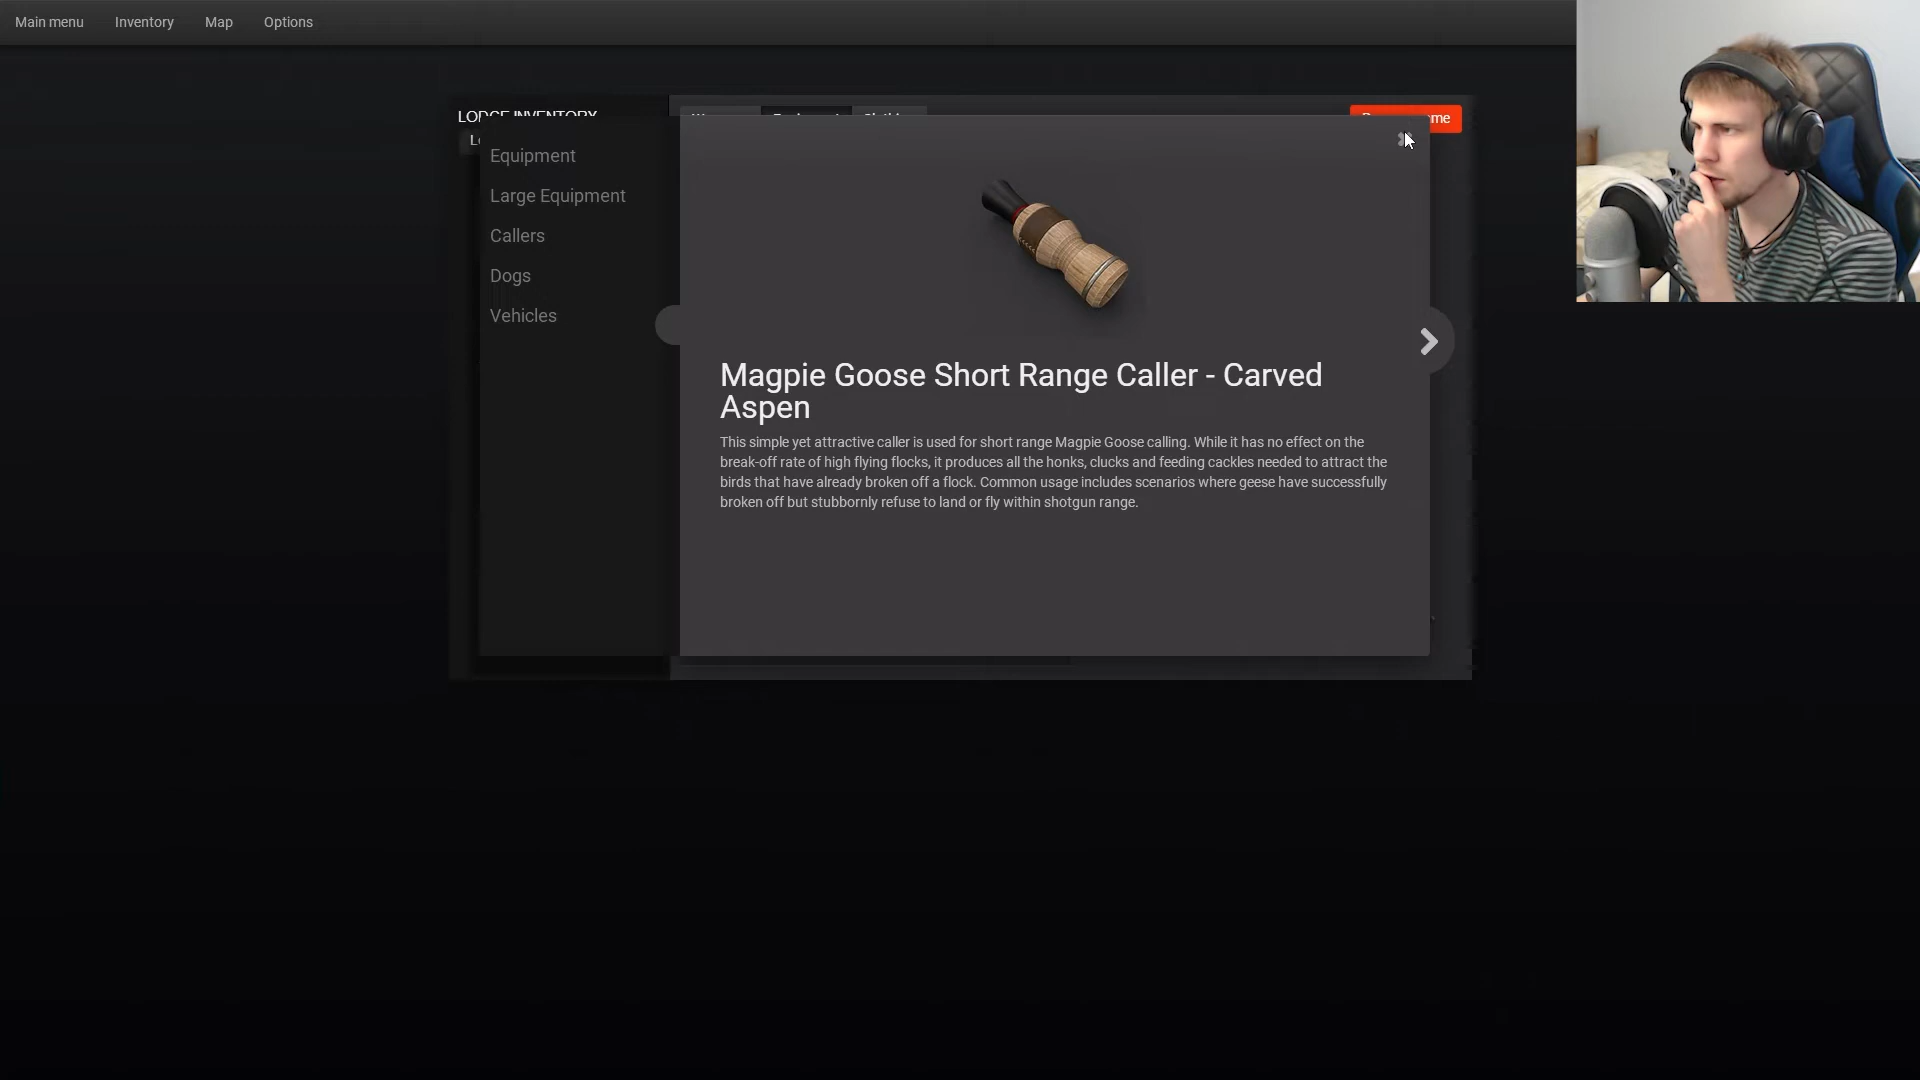 Main menu Inventory Map Options
LODGE INVENTORY
Equipment
Large Equipment
Callers
Dogs
Vehicles
Magpie Goose Short Range Caller - Carved
Aspen
This simple yet attractive caller is used for short range Magpie Goose calling. While it has no effect on the
break-off rate of high flying flocks, it produces all the honks, clucks and feeding cackles needed to attract the
birds that have already broken off a flock. Common usage includes scenarios where geese have successfully
broken off but stubbornly refuse to land or fly within shotgun range.